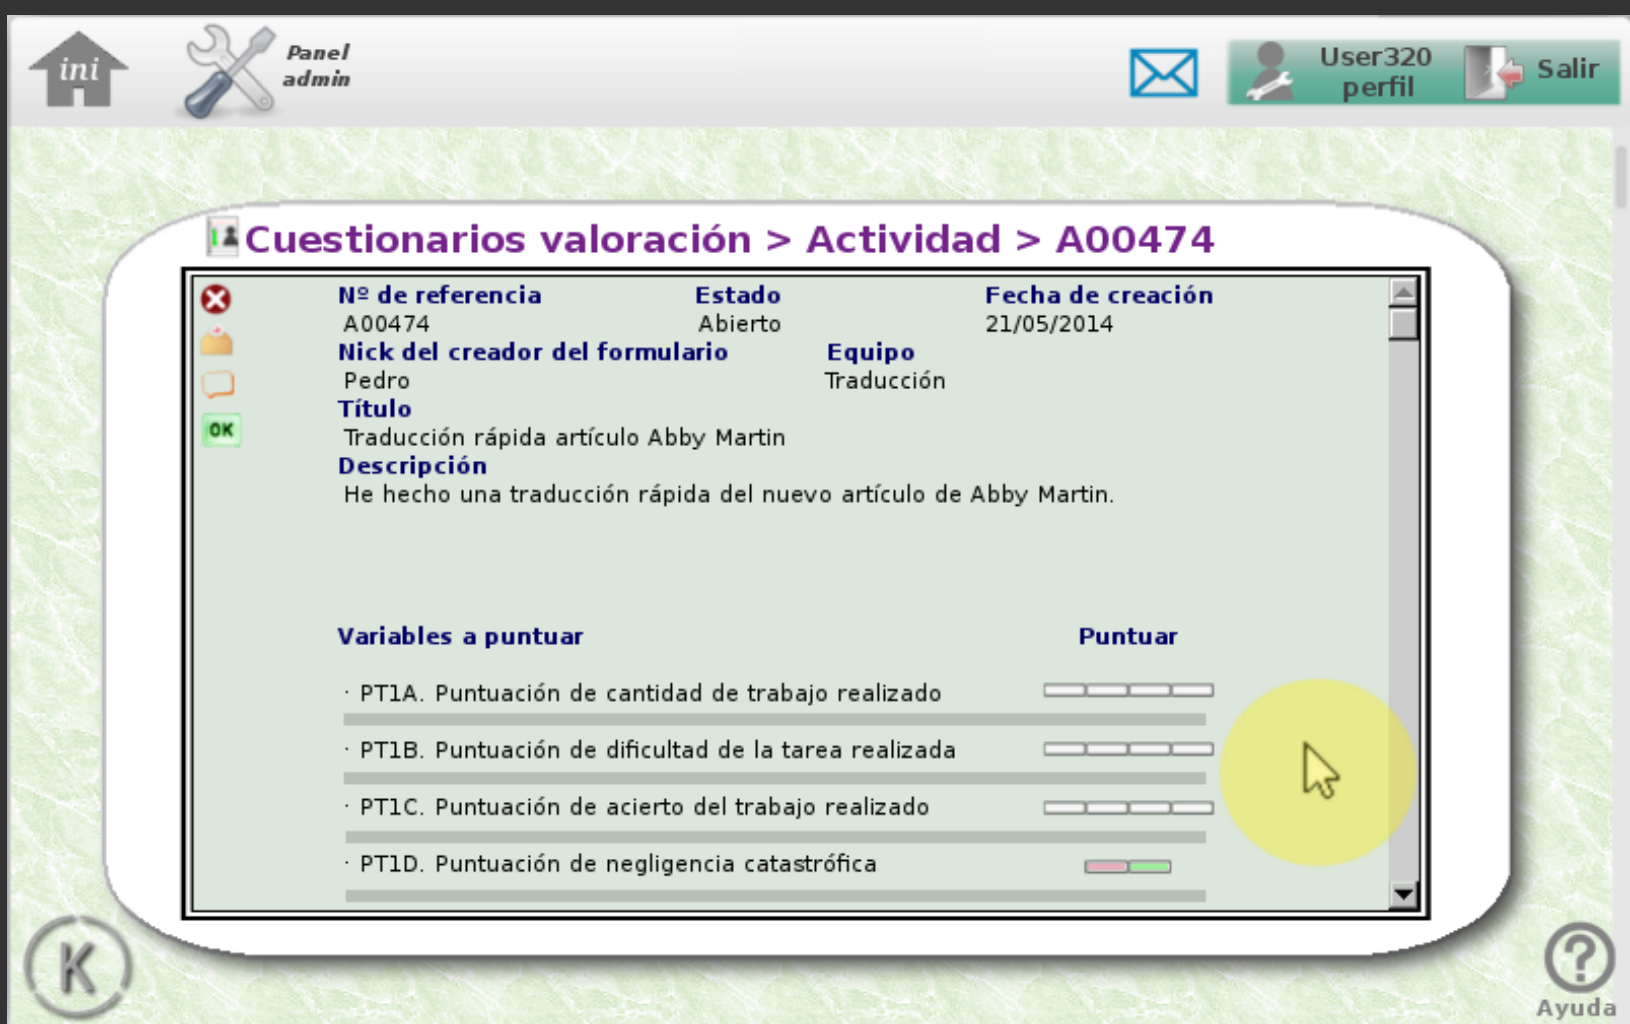 ini
Panel
admin
User320
perfil
Salir
Cuestionarios valoración > Actividad > A00474
Nº de referencia Estado Fecha de creación
A00474 Abierto 21/05/2014
Nick del creador del formulario Equipo
Pedro Traducción
Título
OK
Traducción rápida artículo Abby Martin
Descripción
He hecho una traducción rápida del nuevo artículo de Abby Martin.
Variables a puntuar Puntuar
· PT1A. Puntuación de cantidad de trabajo realizado
· PT1B. Puntuación de dificultad de la tarea realizada
· PT1C. Puntuación de acierto del trabajo realizado
· PT1D. Puntuación de negligencia catastrófica
K
?
Ayuda